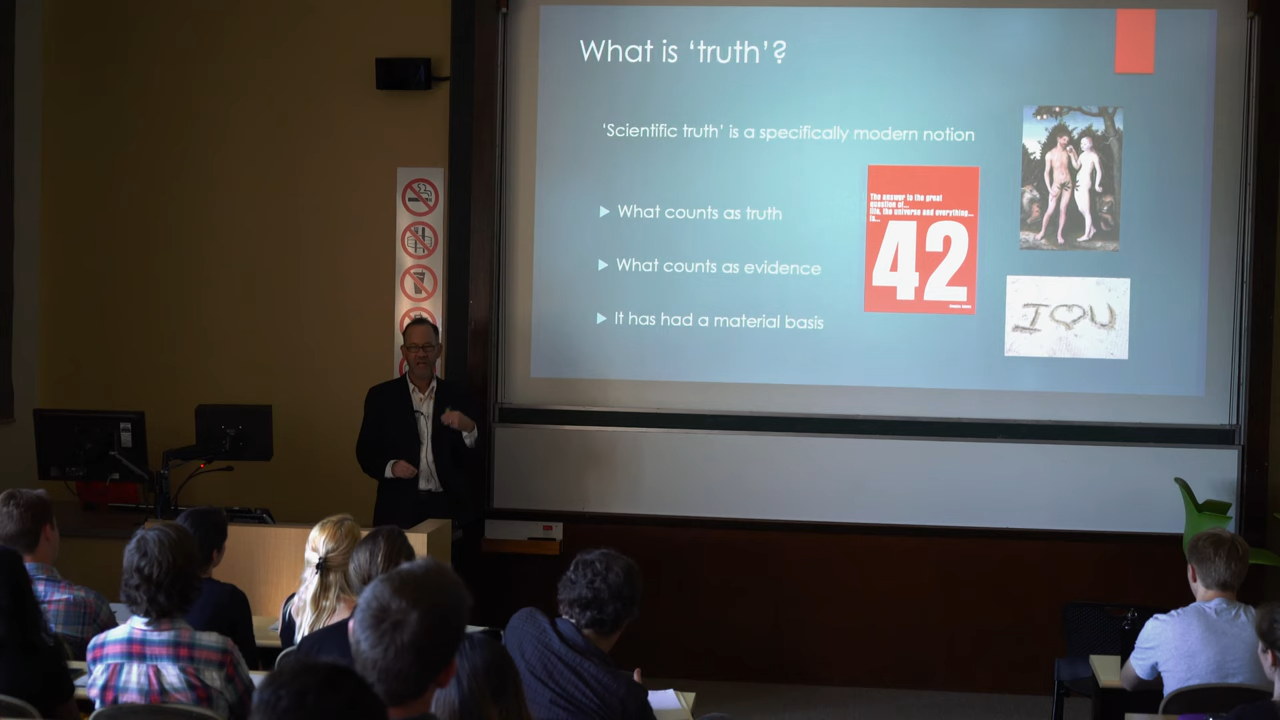 What is ‘truth’?
‘Scientific truth’ is a specifically modern notion
What counts as truth
What counts as evidence
It has had a material basis
The answer to the great
question of...
life, the universe and everything...
is...
42
I U